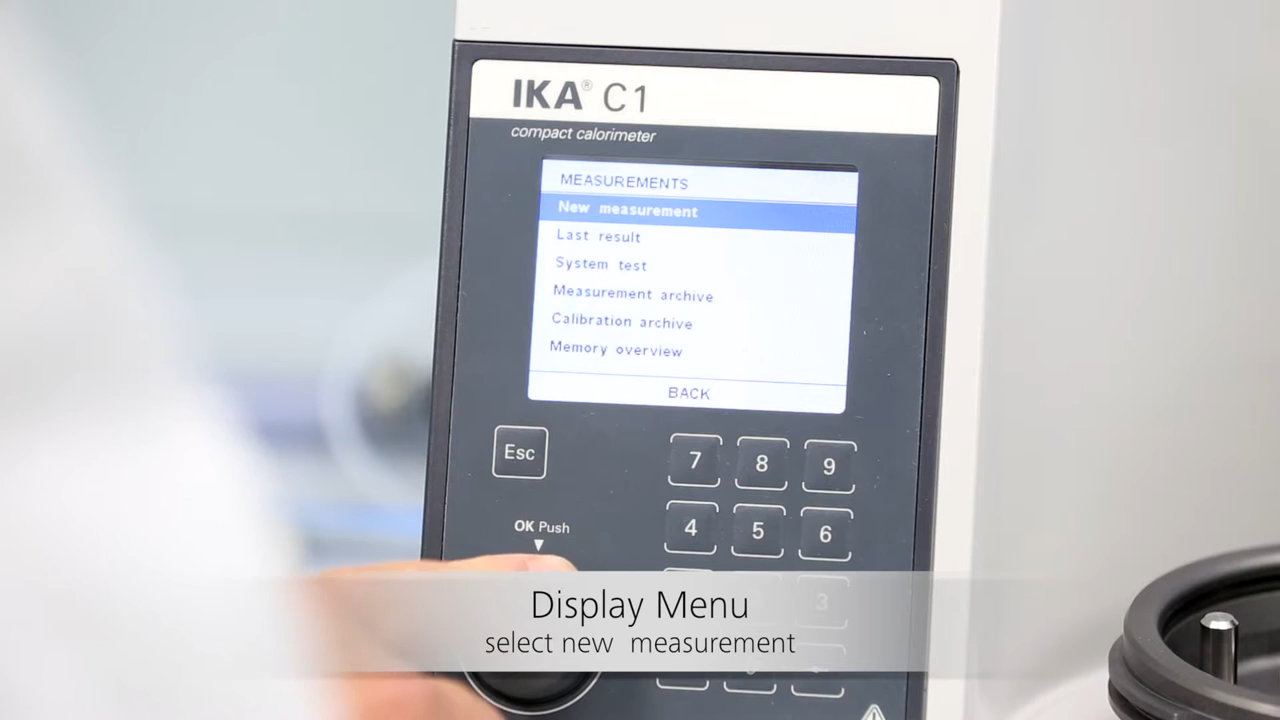 IKA® C1
compact calorimeter
MEASUREMENTS
New measurement
Last result
System test
Measurement archive
Calibration archive
Memory overview
BACK
Esc
7 8 9
OK Push
4 5 6
3
Display Menu
select new measurement